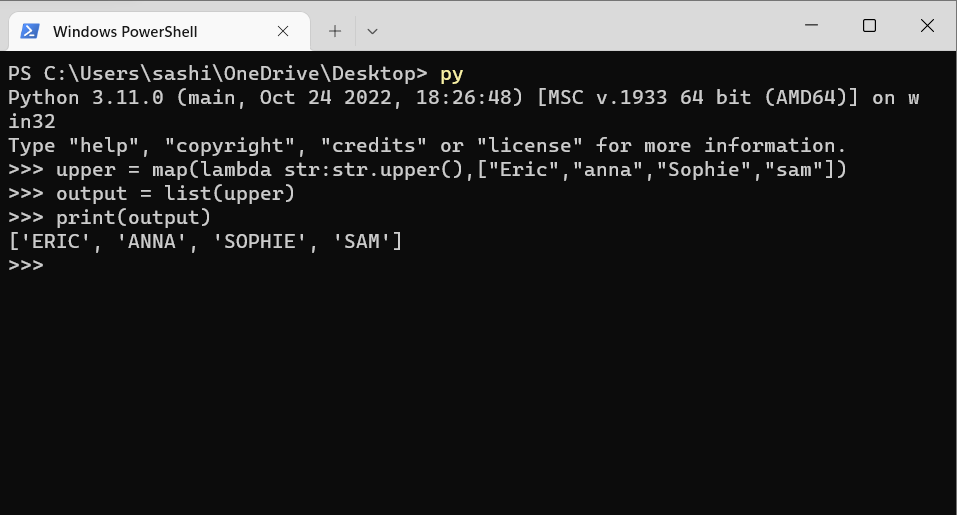 Windows PowerShell
PS C:\Users\sashi\OneDrive\Desktop> py
Python 3.11.0 (main, Oct 24 2022, 18:26:48) [MSC v.1933 64 bit (AMD64)] on w
in32
Type "help", "copyright", "credits" or "license" for more information.
>>> upper = map(lambda str:str.upper(),["Eric","anna","Sophie","sam"])
>>> output = list(upper)
>>> print(output)
['ERIC', 'ANNA', 'SOPHIE', 'SAM']
>>>